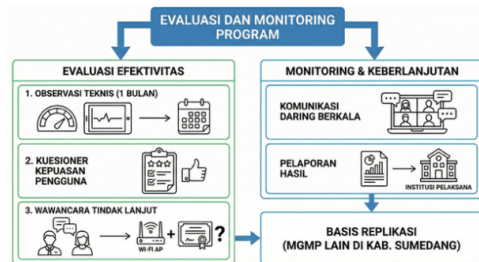 EVALUASI DAN MONITORING
PROGRAM
EVALUASI EFEKTIVITAS
1. OBSERVASI TEKNIS (1 BULAN)
2. KUESIONER
KEPUASAN
PENGGUNA
3. WAWANCARA TINDAK LANJUT
WI-FI AP
+
?
MONITORING & KEBERLANJUTAN
KOMUNIKASI
DARING BERKALA
PELAPORAN
HASIL
INSTITUSI PELAKSANA
BASIS REPLIKASI
(MGMP LAIN DI KAB. SUMEDANG)